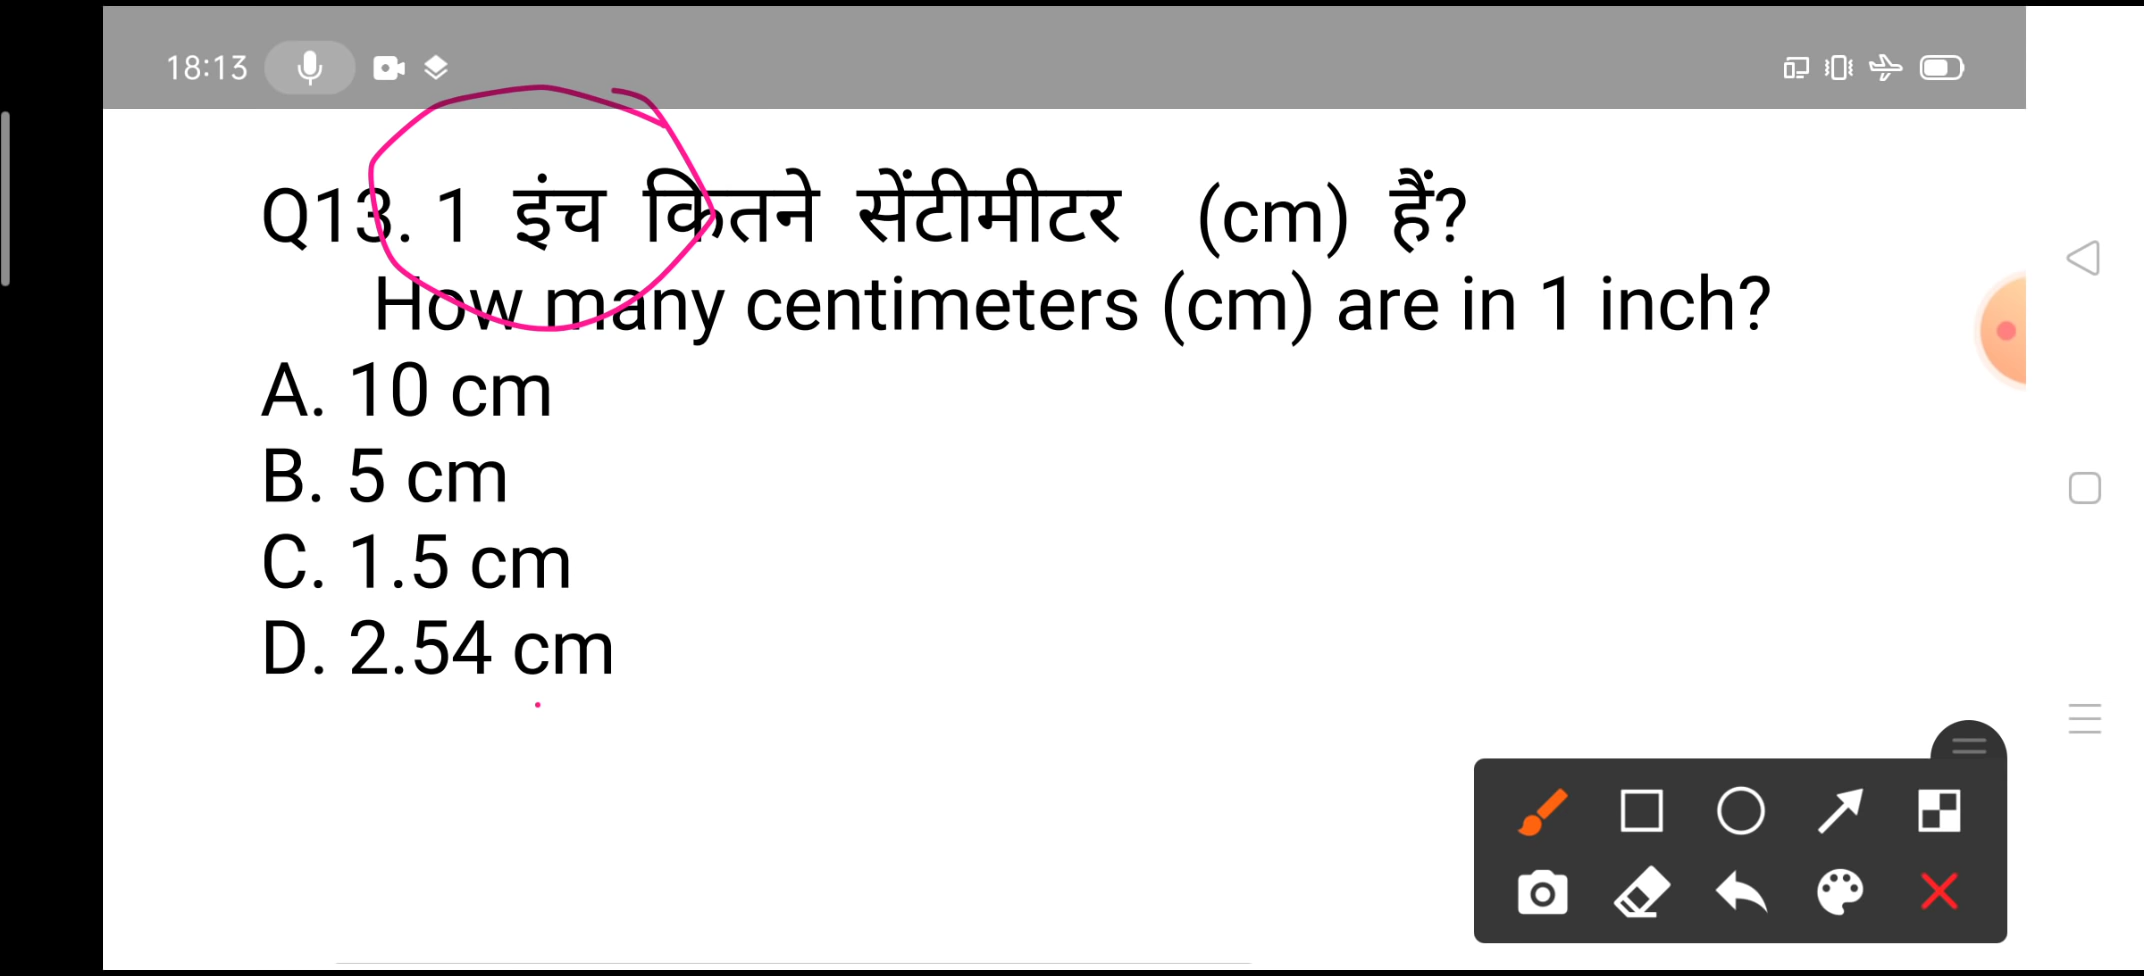 18:13
Q13. 1 इंच कितने सेंटीमीटर (cm) हैं?
How many centimeters (cm) are in 1 inch?
A. 10 cm
B. 5 cm
C. 1.5 cm
D. 2.54 cm